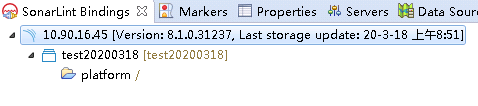 SonarLint Bindings Markers Properties Servers Data Sour
10.90.16.45 [Version: 8.1.0.31237, Last storage update: 20-3-18 上午8:51]
test20200318 [test20200318]
platform /